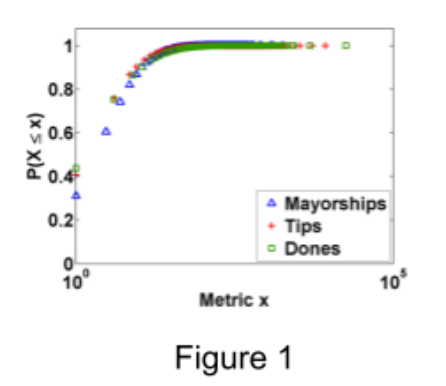 1
0.8
0.6
0.4
0.2
0
P(X ≤ x)
Mayorships
Tips
Dones
10^0
10^5
Metric x
Figure 1